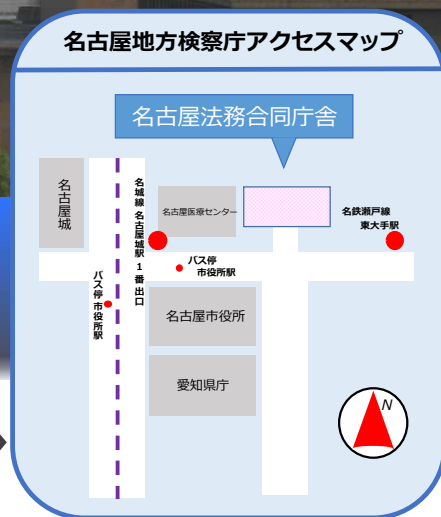 名古屋地方検察庁アクセスマップ
名古屋法務合同庁舎
名古屋城
名城線 名古屋城駅 1番出口
名古屋医療センター
名鉄瀬戸線
東大手駅
バス停
市役所駅
バス停 市役所駅
名古屋市役所
愛知県庁
N